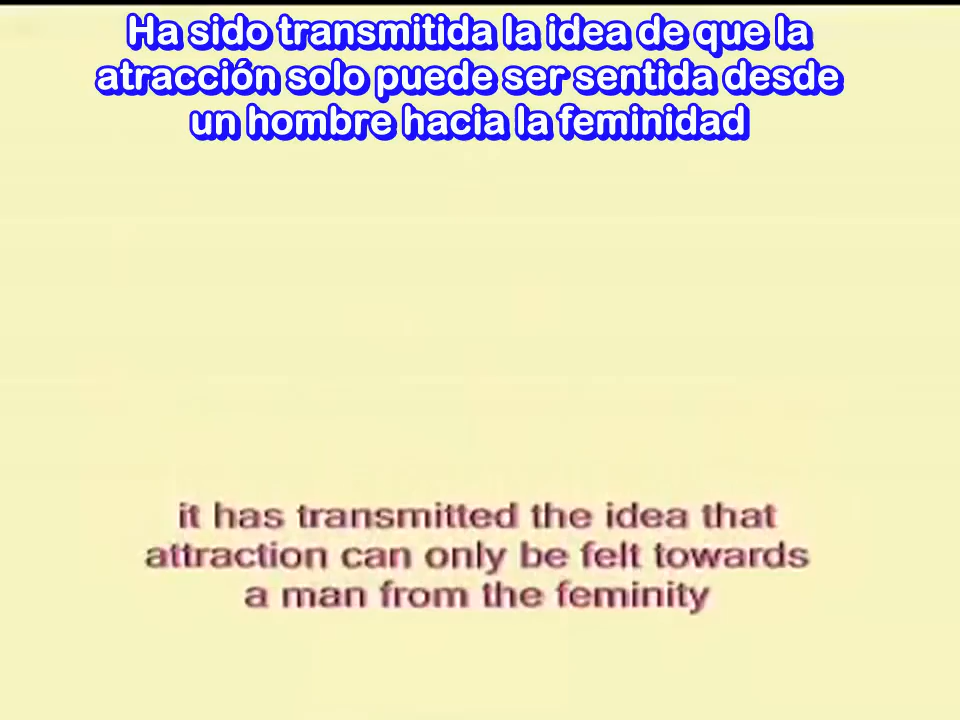 Ha sido transmitida la idea de que la
atracción solo puede ser sentida desde
un hombre hacia la feminidad
it has transmitted the idea that
attraction can only be felt towards
a man from the feminity